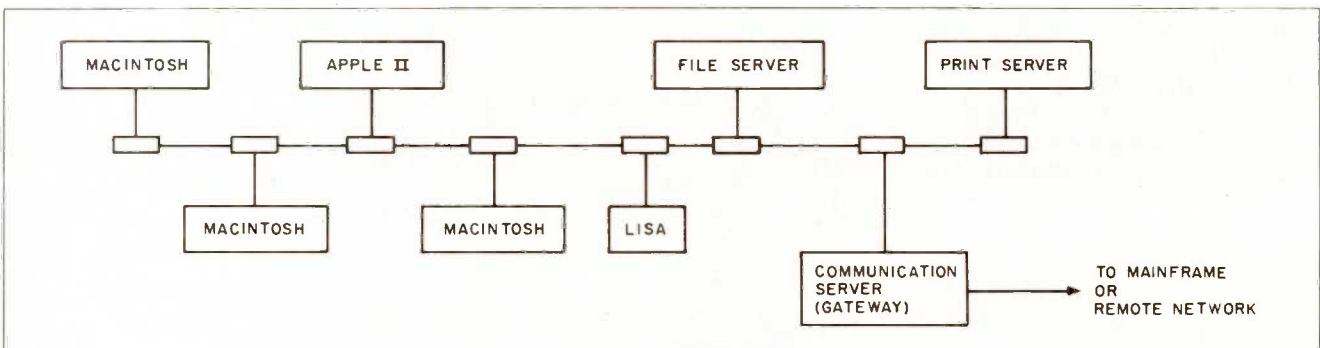 MACINTOSH
APPLE II
FILE SERVER
PRINT SERVER
MACINTOSH
MACINTOSH
LISA
COMMUNICATION
SERVER
(GATEWAY)
TO MAINFRAME
OR
REMOTE NETWORK